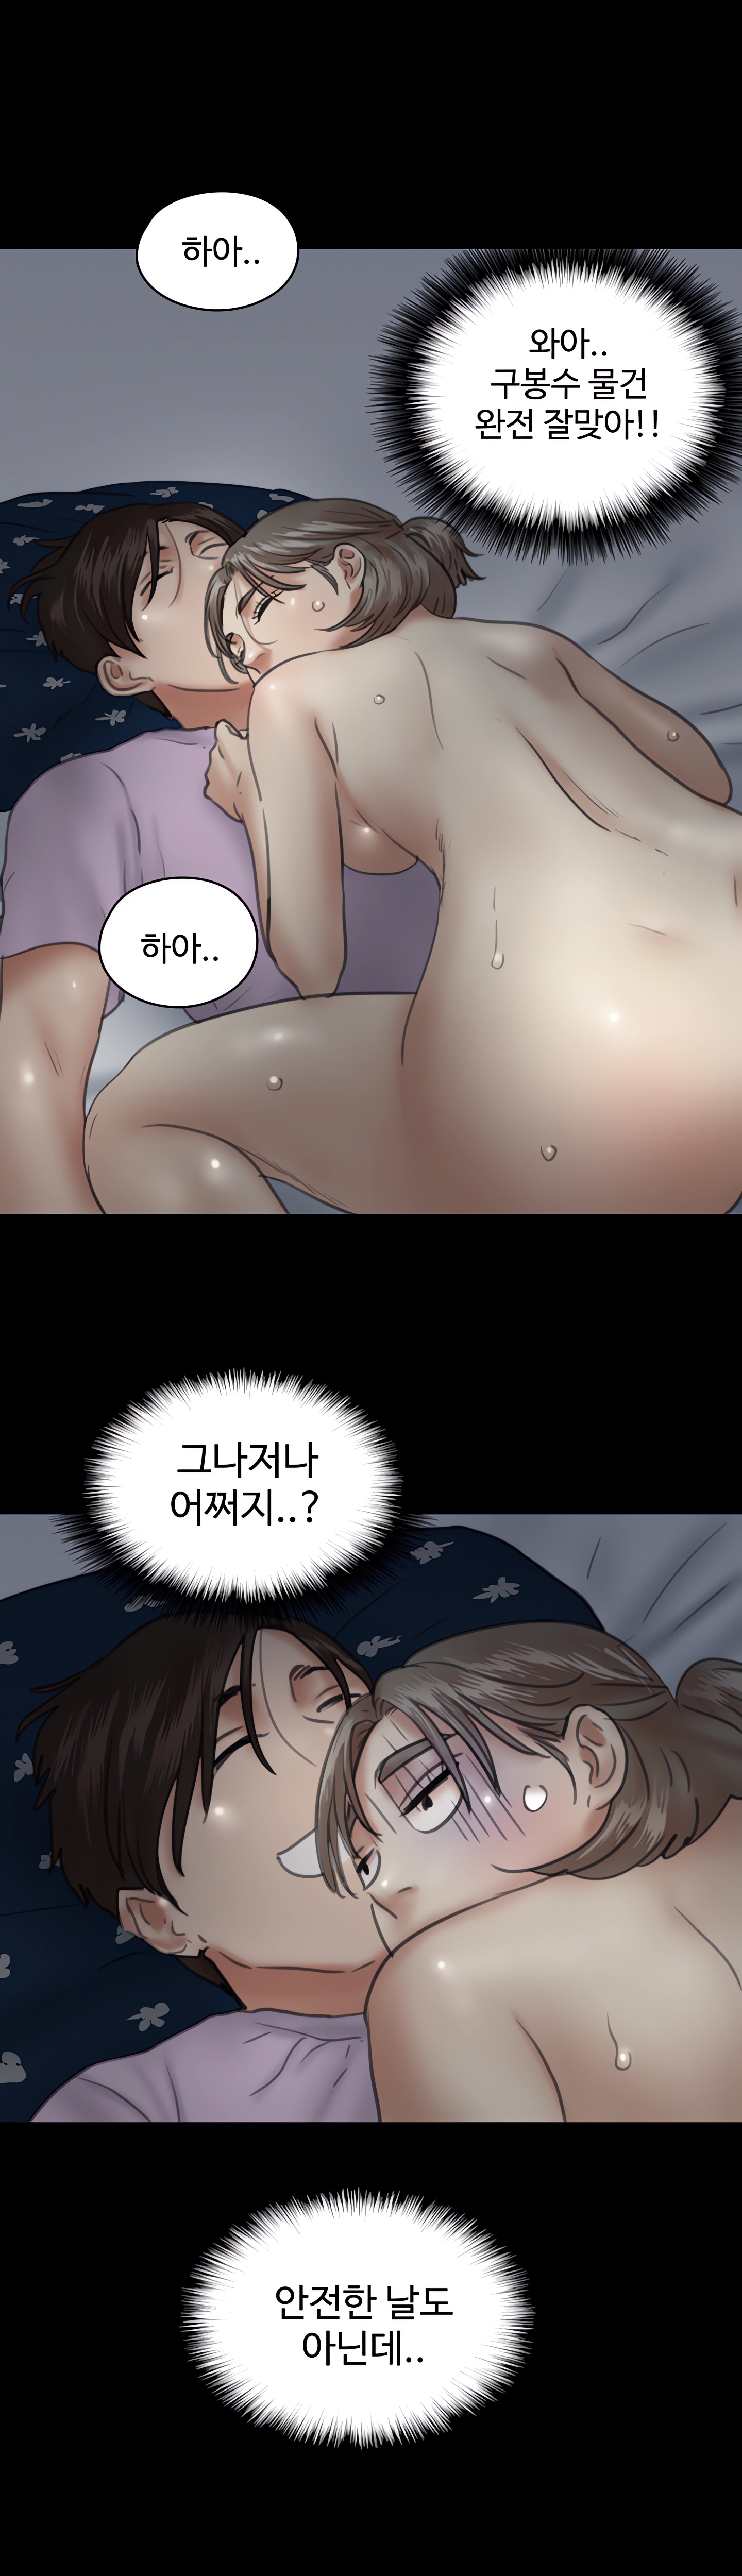 하아..
와아..
구봉수 물건
완전 잘맞아!!
하아..
그나저나
어쩌지..?
안전한 날도
아닌데..